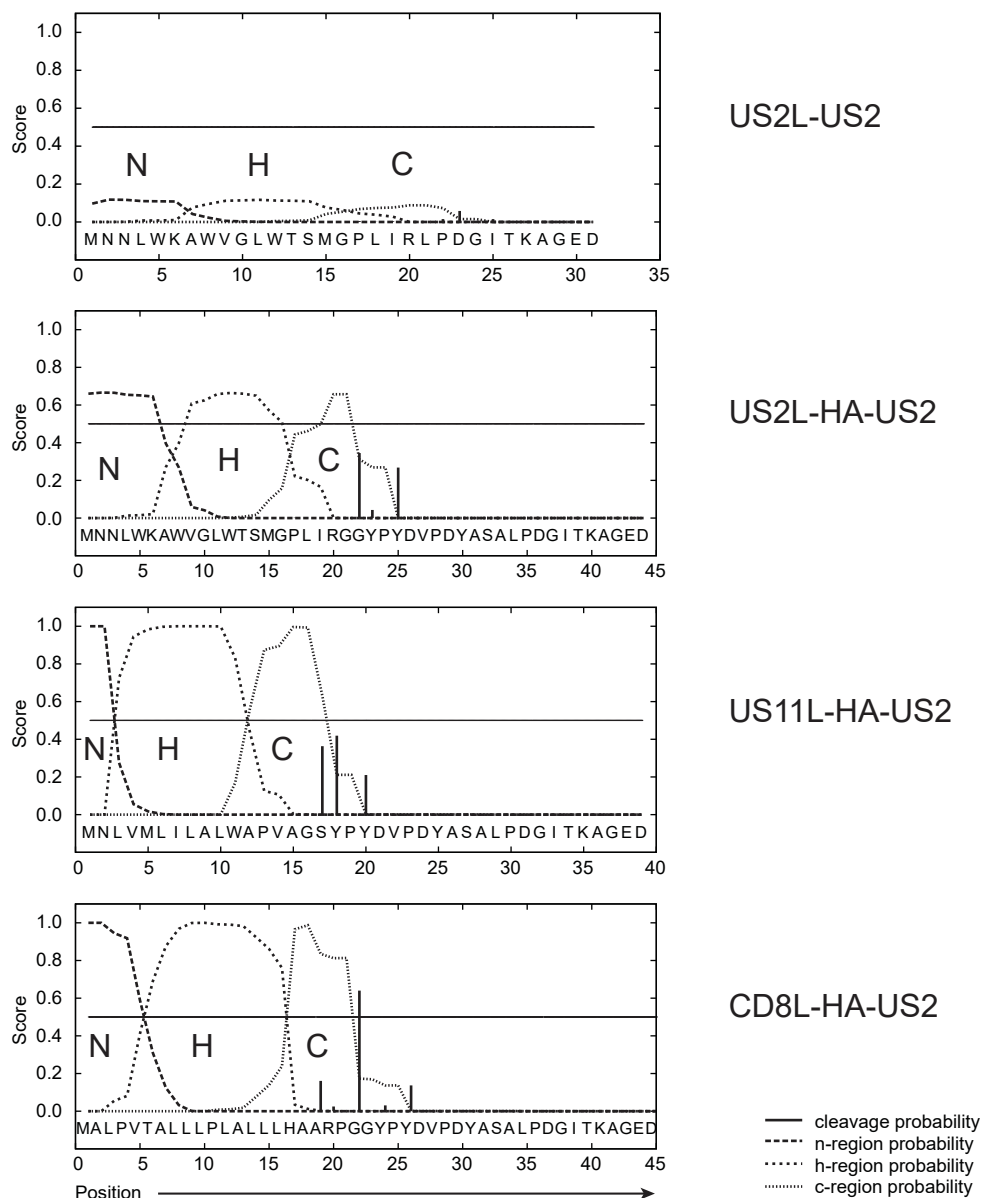 1.0
0.8
0.6
0.4
0.2
0.0
Score
N H C
MNNLWKAWVGLWTSMGPLIRLPDGITKAGED
0 5 10 15 20 25 30 35
US2L-US2
1.0
0.8
0.6
0.4
0.2
0.0
Score
N H C
MNNLWKAWVGLWTSMGPLIRGGYPYDVPDYASALPDGITKAGED
0 5 10 15 20 25 30 35 40 45
US2L-HA-US2
1.0
0.8
0.6
0.4
0.2
0.0
Score
N H C
MNLVMLILALWAPVAGSYPYDVPDYASALPDGITKAGED
0 5 10 15 20 25 30 35 40
US11L-HA-US2
1.0
0.8
0.6
0.4
0.2
0.0
Score
N H C
MALPVTALLLPLALLLHAARPGGYPYDVPDYASALPDGITKAGED
0 5 10 15 20 25 30 35 40 45
Position
CD8L-HA-US2
cleavage probability
n-region probability
h-region probability
c-region probability